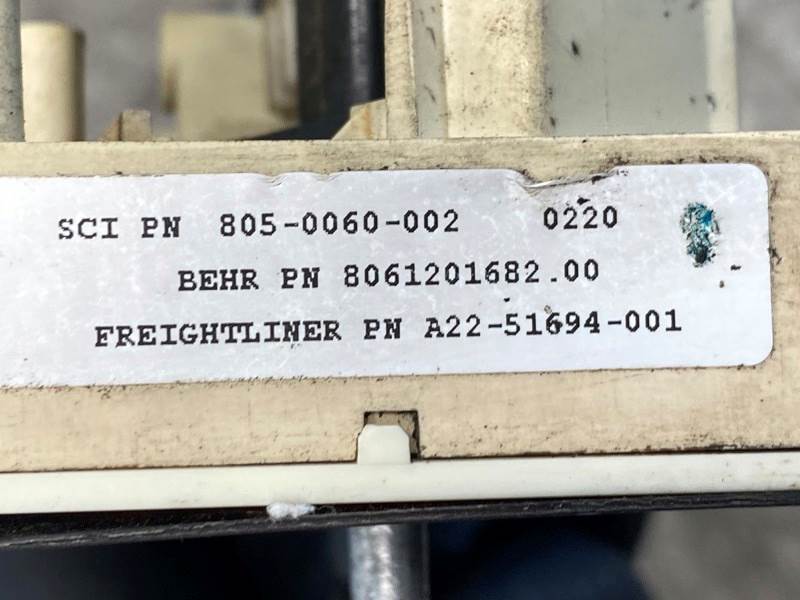 SCI PN 805-0060-002 0220
BEHR PN 8061201682.00
FREIGHTLINER PN A22-51694-001